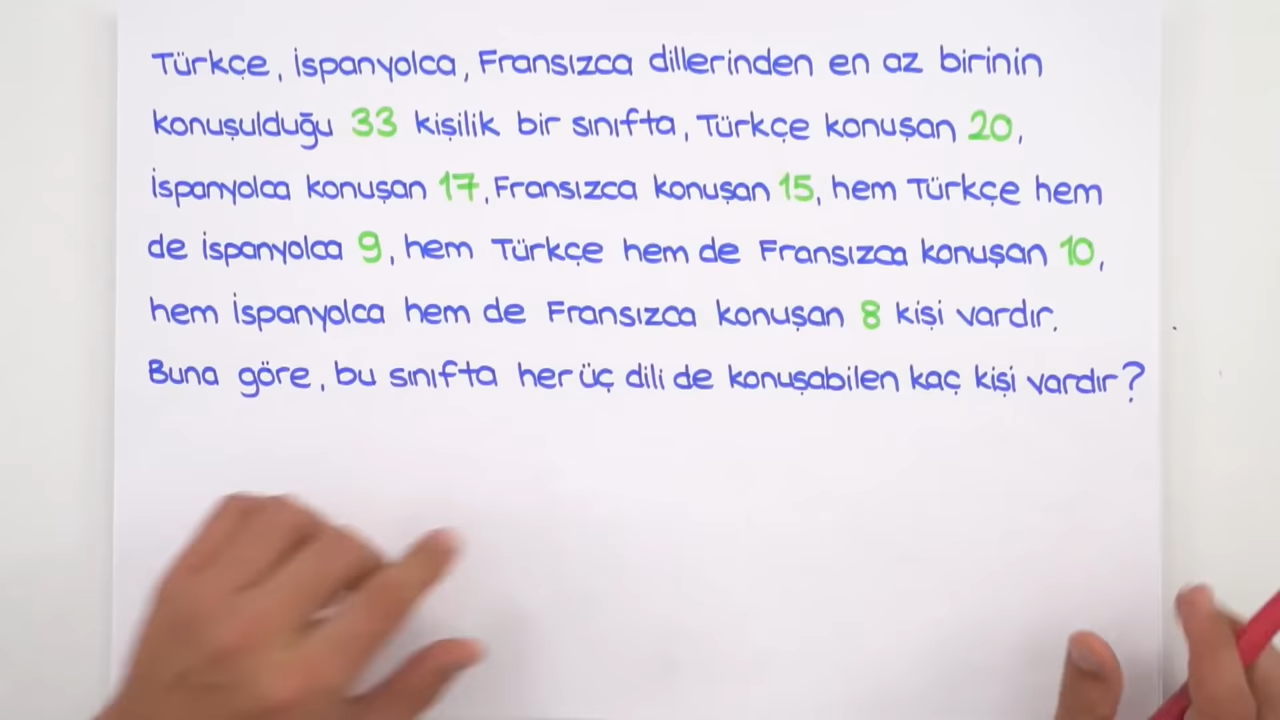 Türkçe, İspanyolca, Fransızca dillerinden en az birinin
konuşulduğu 33 kişilik bir sınıfta, Türkçe konuşan 20,
İspanyolca konuşan 17, Fransızca konuşan 15, hem Türkçe hem
de İspanyolca 9, hem Türkçe hem de Fransızca konuşan 10,
hem İspanyolca hem de Fransızca konuşan 8 kişi vardır.
Buna göre, bu sınıfta her üç dili de konuşabilen kaç kişi vardır?